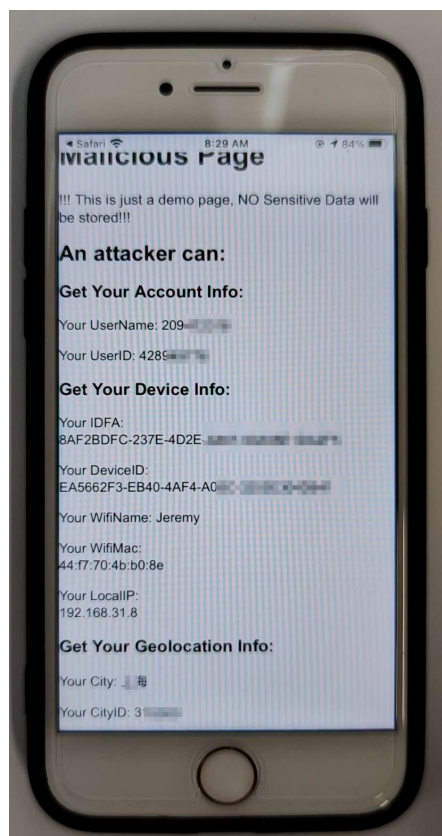 Safari
8:29 AM
84%
Malicious Page
!!! This is just a demo page, NO Sensitive Data will
be stored!!!
An attacker can:
Get Your Account Info:
Your UserName: 209
Your UserID: 4289
Get Your Device Info:
Your IDFA:
8AF2BDFC-237E-4D2E-
Your DeviceID:
EA5662F3-EB40-4AF4-A0
Your WifiName: Jeremy
Your WifiMac:
44:f7:70:4b:b0:8e
Your LocalIP:
192.168.31.8
Get Your Geolocation Info:
Your City: 海
Your CityID: 31